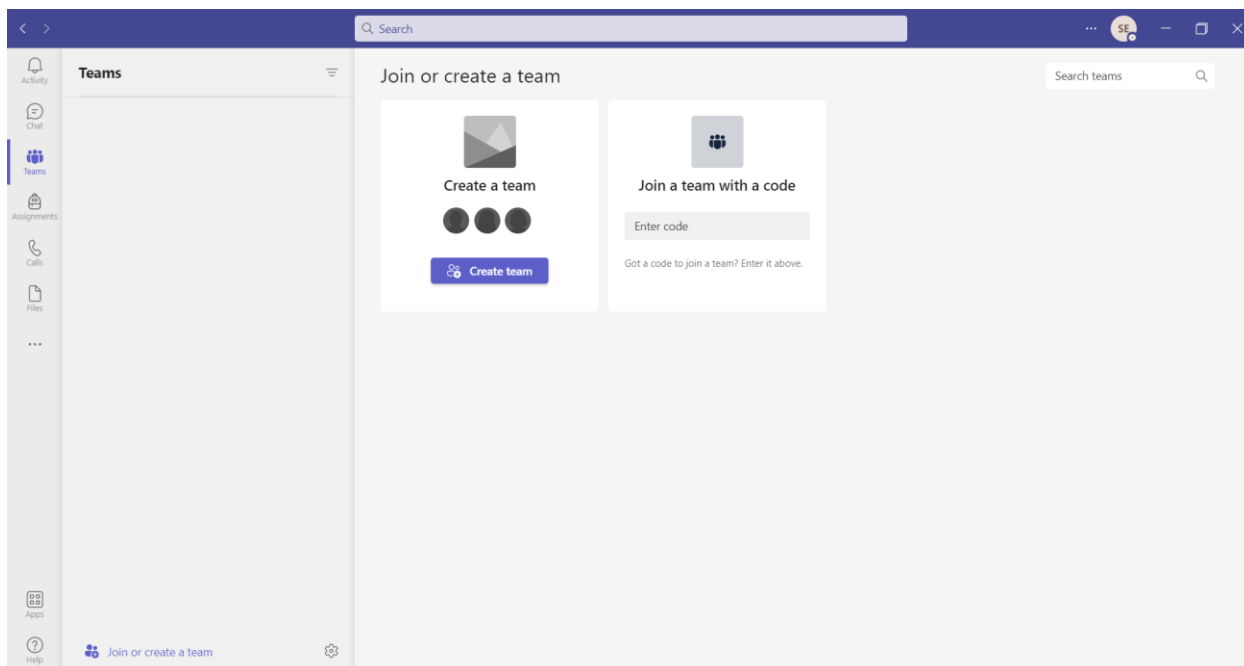 Search
SE
Activity
Chat
Teams
Assignments
Calls
Files
Apps
Help
Teams
Join or create a team
Join or create a team
Search teams
Create a team
Create team
Join a team with a code
Enter code
Got a code to join a team? Enter it above.